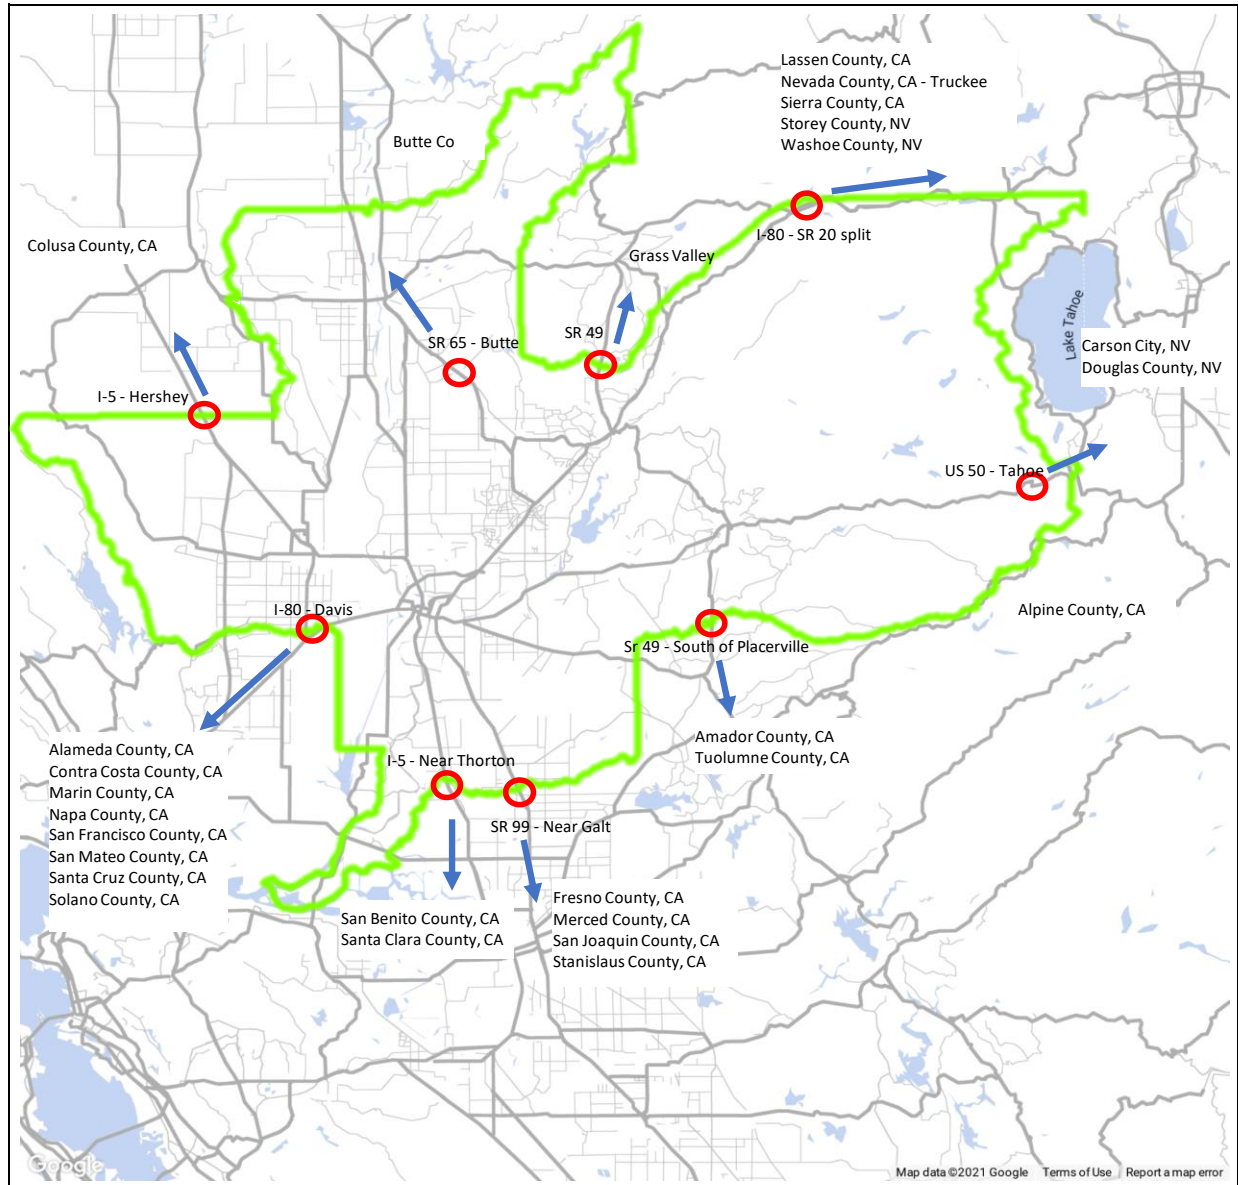 Lassen County, CA
Nevada County, CA - Truckee
Sierra County, CA
Storey County, NV
Washoe County, NV
Butte Co
I-80 - SR 20 split
Colusa County, CA
Grass Valley
SR 65 - Butte
SR 49
Lake Tahoe
Carson City, NV
Douglas County, NV
I-5 - Hershey
US 50 - Tahoe
I-80 - Davis
Alpine County, CA
Sr 49 - South of Placerville
Amador County, CA
Tuolumne County, CA
Alameda County, CA
Contra Costa County, CA
Marin County, CA
Napa County, CA
San Francisco County, CA
San Mateo County, CA
Santa Cruz County, CA
Solano County, CA
I-5 - Near Thorton
SR 99 - Near Galt
San Benito County, CA
Santa Clara County, CA
Fresno County, CA
Merced County, CA
San Joaquin County, CA
Stanislaus County, CA
Google
Map data ©2021 Google Terms of Use Report a map error